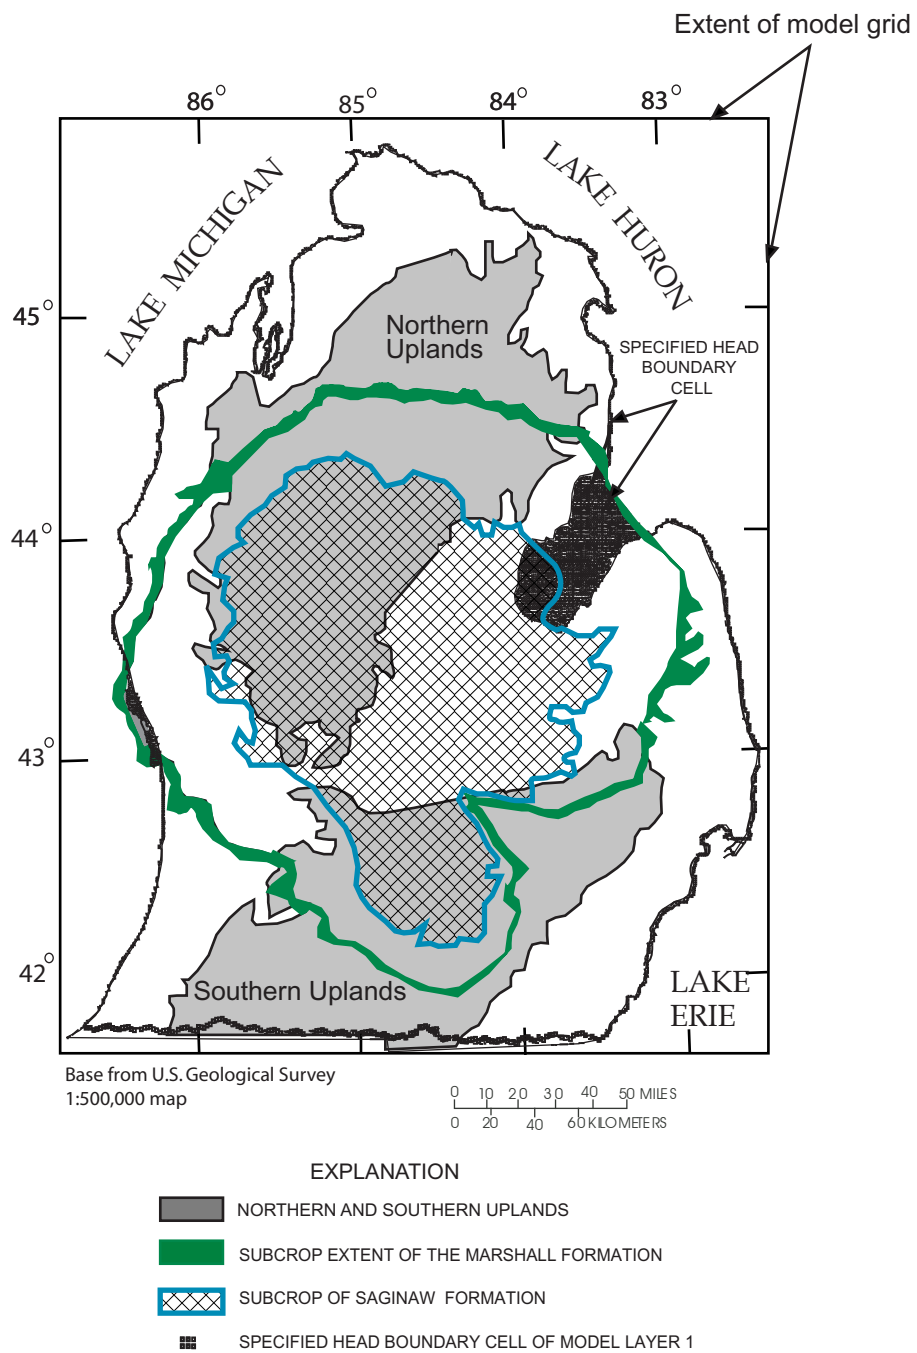 Extent of model grid
86° 85° 84° 83°
LAKE MICHIGAN
LAKE HURON
45°
Northern
Uplands
SPECIFIED HEAD
BOUNDARY
CELL
44°
43°
42°
Southern Uplands
LAKE
ERIE
Base from U.S. Geological Survey
1:500,000 map
0 10 20 30 40 50 MILES
0 20 40 60 KILOMETERS
EXPLANATION
NORTHERN AND SOUTHERN UPLANDS
SUBCROP EXTENT OF THE MARSHALL FORMATION
SUBCROP OF SAGINAW FORMATION
SPECIFIED HEAD BOUNDARY CELL OF MODEL LAYER 1